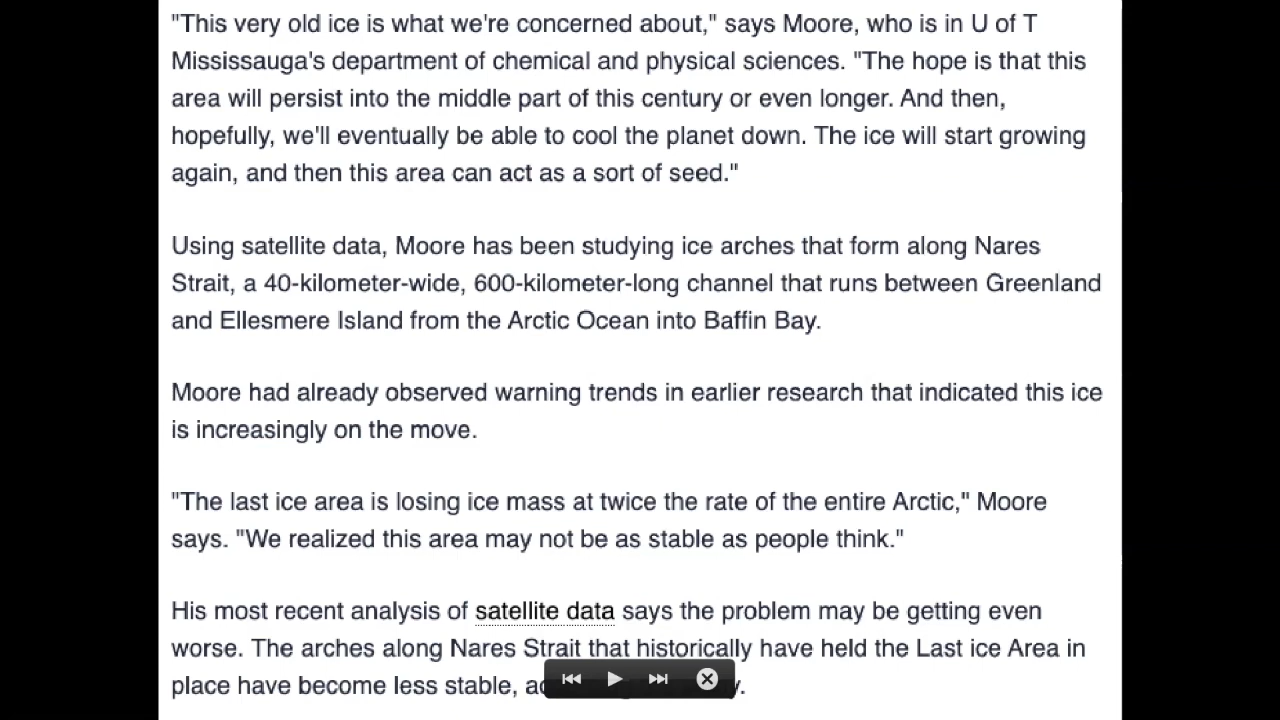 "This very old ice is what we're concerned about," says Moore, who is in U of T
Mississauga's department of chemical and physical sciences. "The hope is that this
area will persist into the middle part of this century or even longer. And then,
hopefully, we'll eventually be able to cool the planet down. The ice will start growing
again, and then this area can act as a sort of seed."
Using satellite data, Moore has been studying ice arches that form along Nares
Strait, a 40-kilometer-wide, 600-kilometer-long channel that runs between Greenland
and Ellesmere Island from the Arctic Ocean into Baffin Bay.
Moore had already observed warning trends in earlier research that indicated this ice
is increasingly on the move.
"The last ice area is losing ice mass at twice the rate of the entire Arctic," Moore
says. "We realized this area may not be as stable as people think."
His most recent analysis of satellite data says the problem may be getting even
worse. The arches along Nares Strait that historically have held the Last ice Area in
place have become less stable,